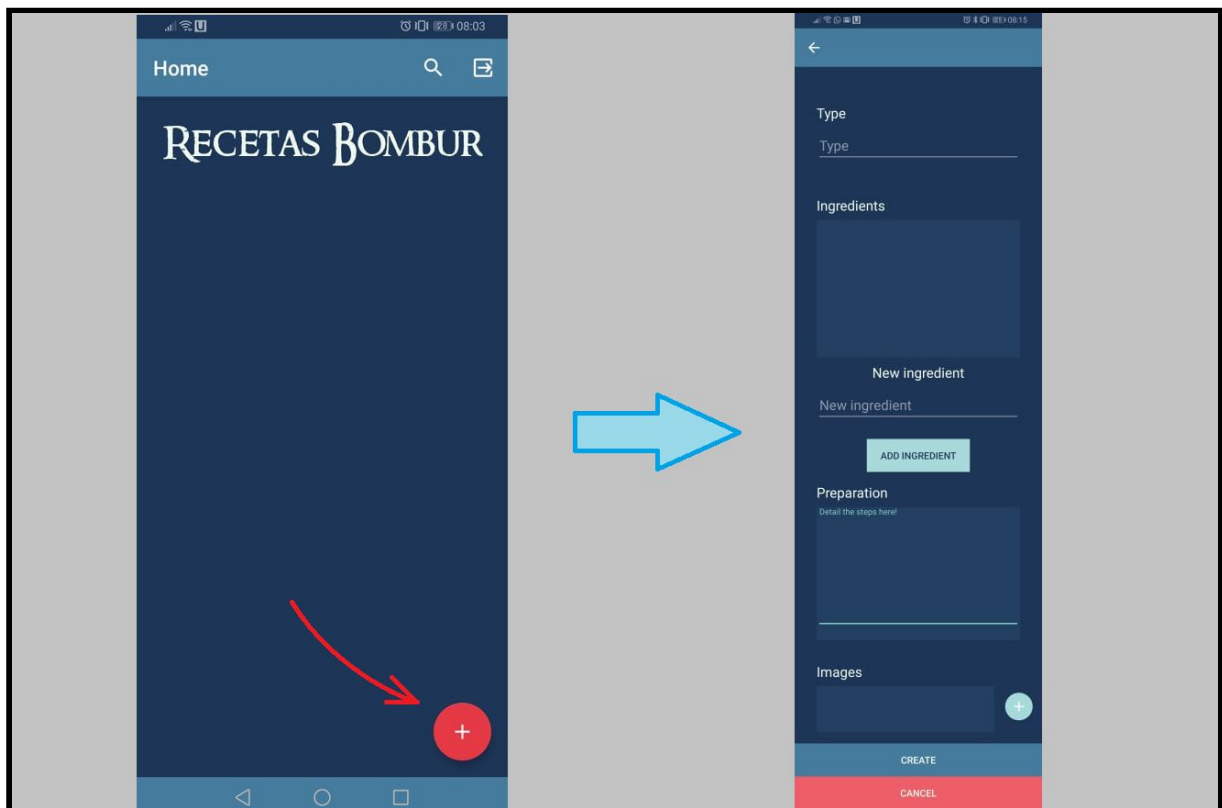 08:03
Home
RECETAS BOMBUR
08:15
Type
Type
Ingredients
New ingredient
New ingredient
ADD INGREDIENT
Preparation
Detail the steps here!
Images
CREATE
CANCEL